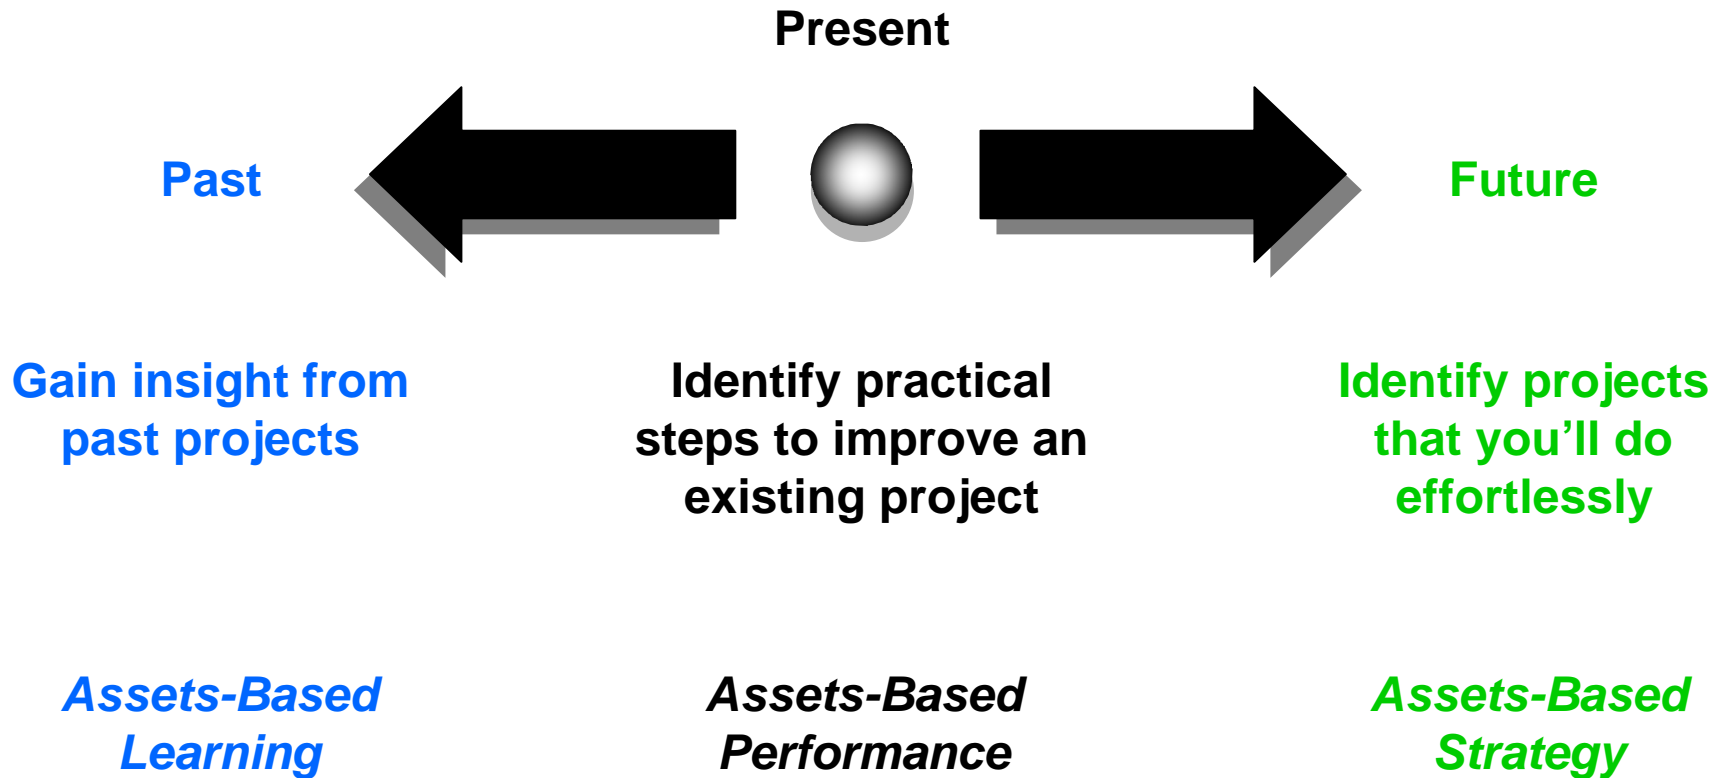 Present
Past
Future
Gain insight from
past projects
Identify practical
steps to improve an
existing project
Identify projects
that you’ll do
effortlessly
Assets-Based
Learning
Assets-Based
Performance
Assets-Based
Strategy